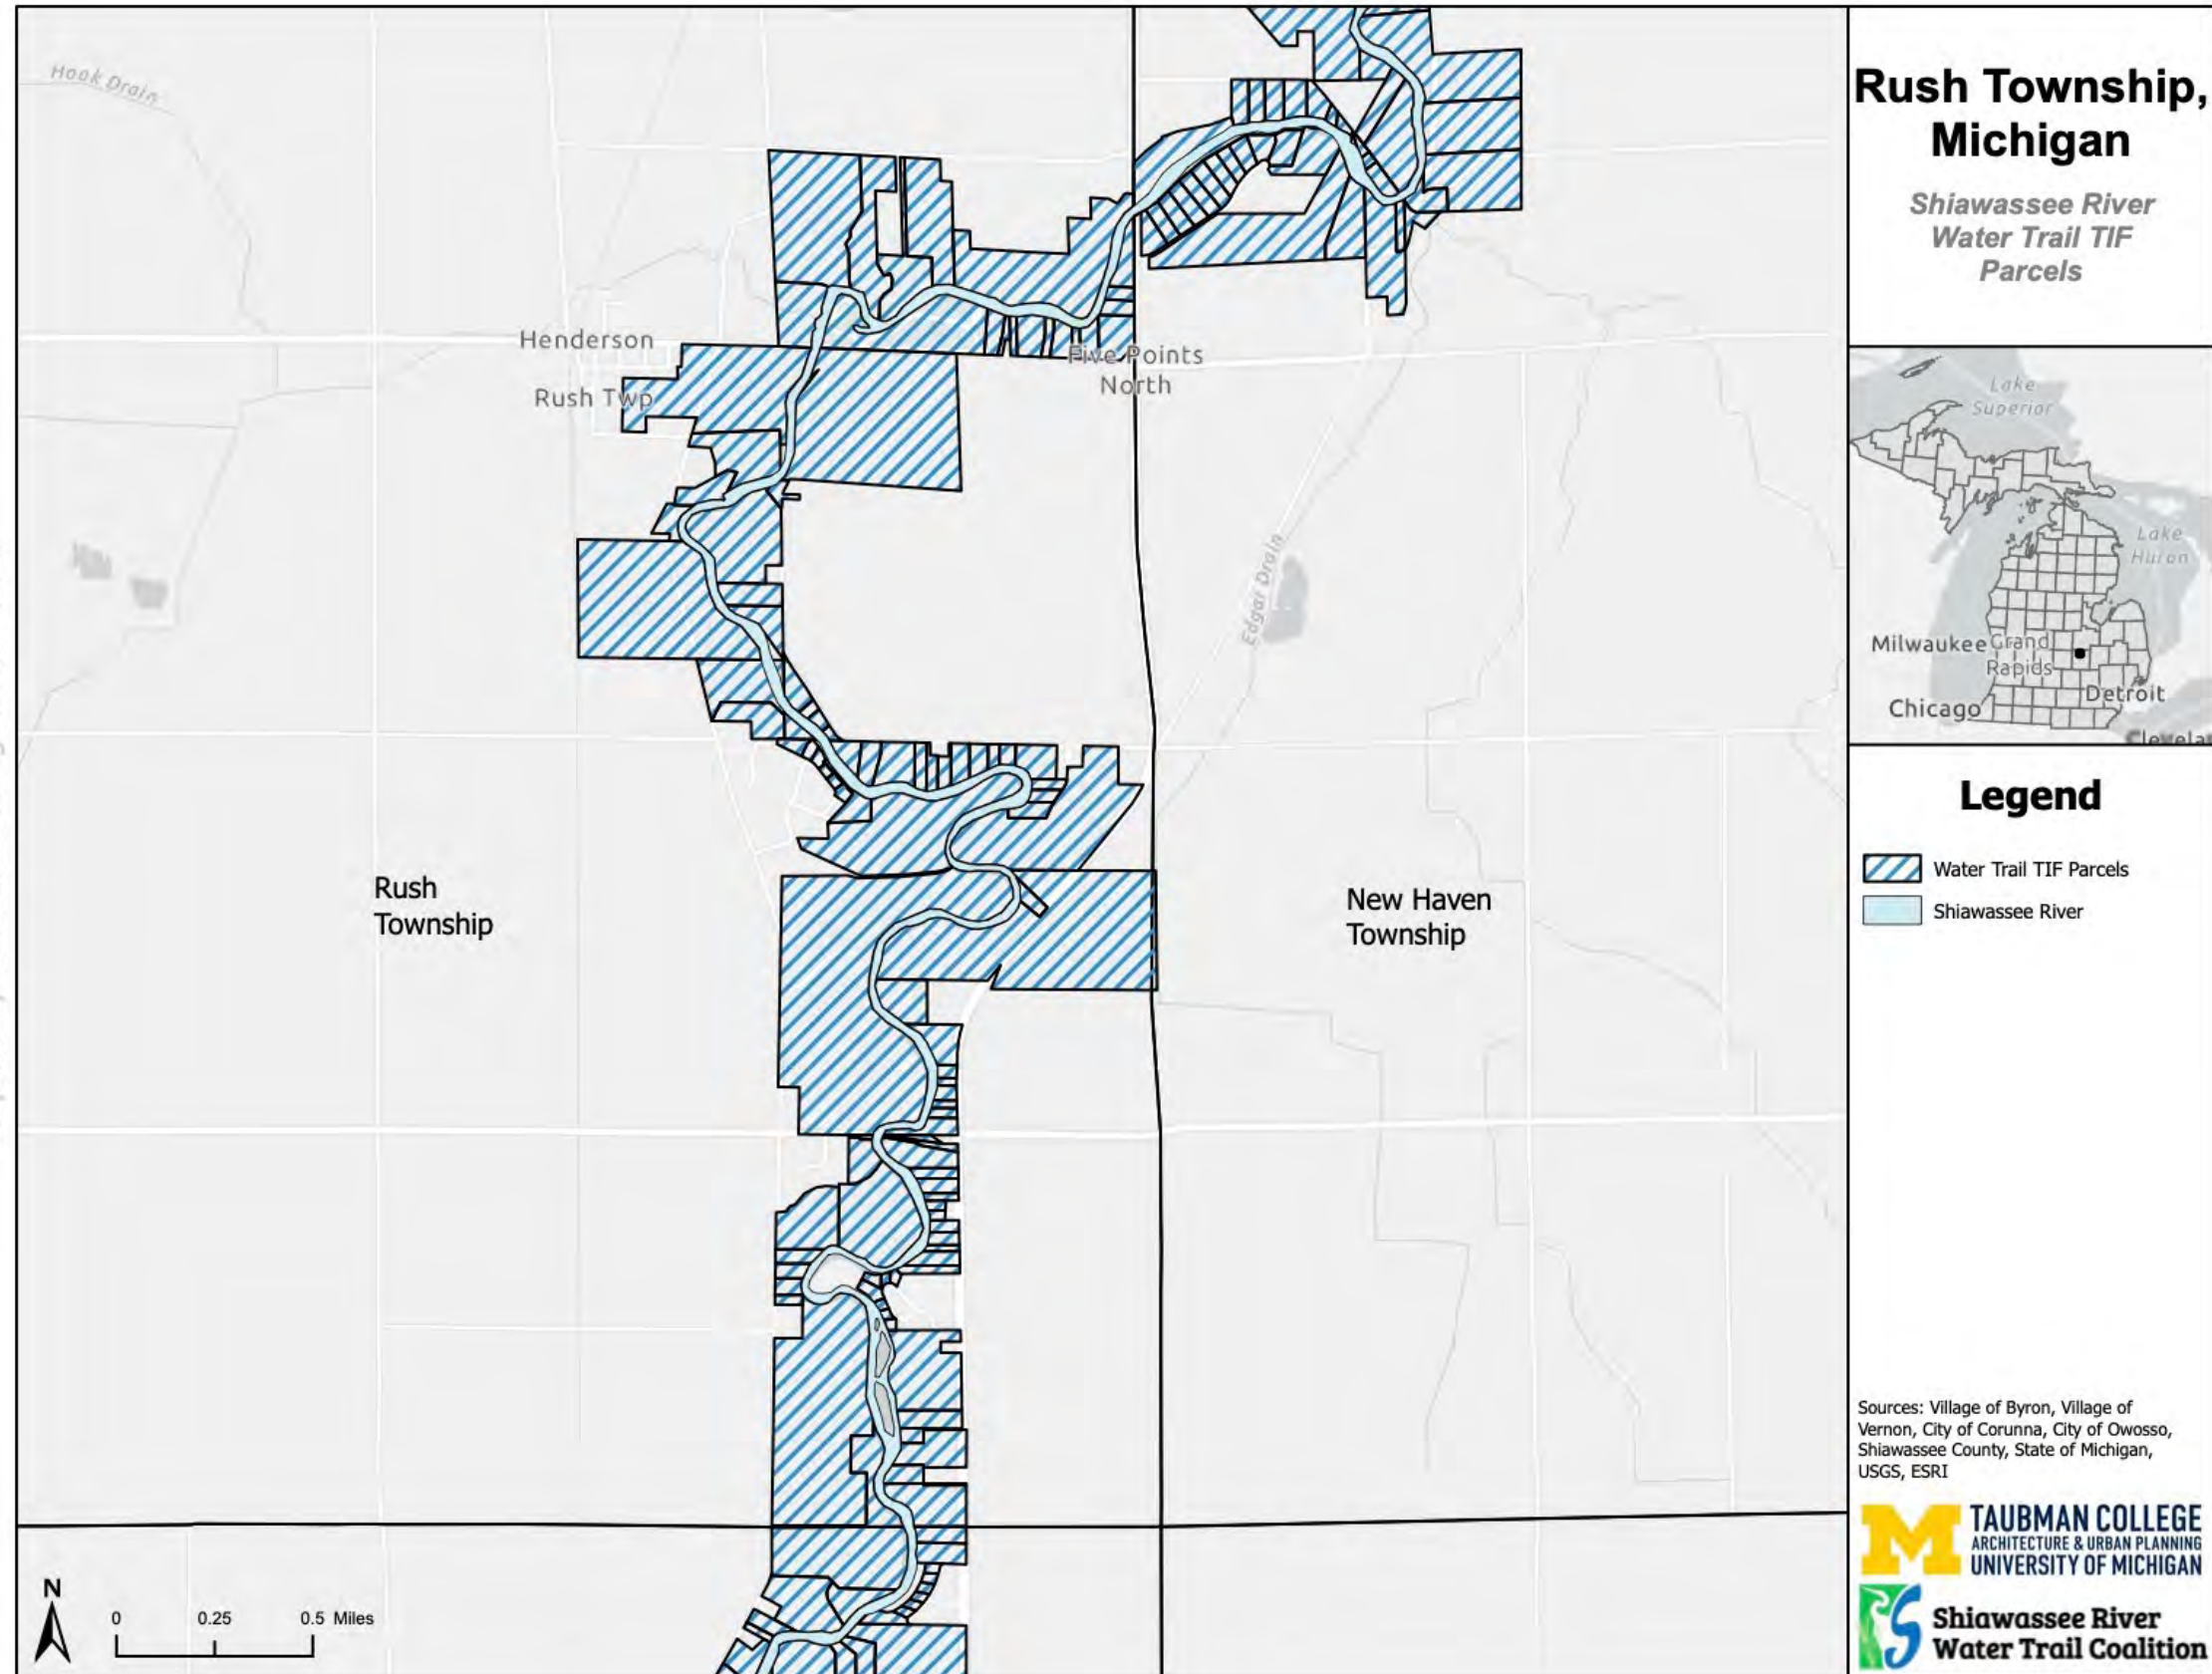 Rush Township,
Michigan
Shiawassee River
Water Trail TIF
Parcels
Hook Drain
Henderson
Rush Twp
Five Points
North
Edgar Drain
Rush
Township
New Haven
Township
Lake
Superior
Lake
Huron
Milwaukee
Grand
Rapids
Detroit
Chicago
Clevela
Legend
Water Trail TIF Parcels
Shiawassee River
Sources: Village of Byron, Village of
Vernon, City of Corunna, City of Owosso,
Shiawassee County, State of Michigan,
USGS, ESRI
M
TAUBMAN COLLEGE
ARCHITECTURE & URBAN PLANNING
UNIVERSITY OF MICHIGAN
Shiawassee River
Water Trail Coalition
N
0 0.25 0.5 Miles